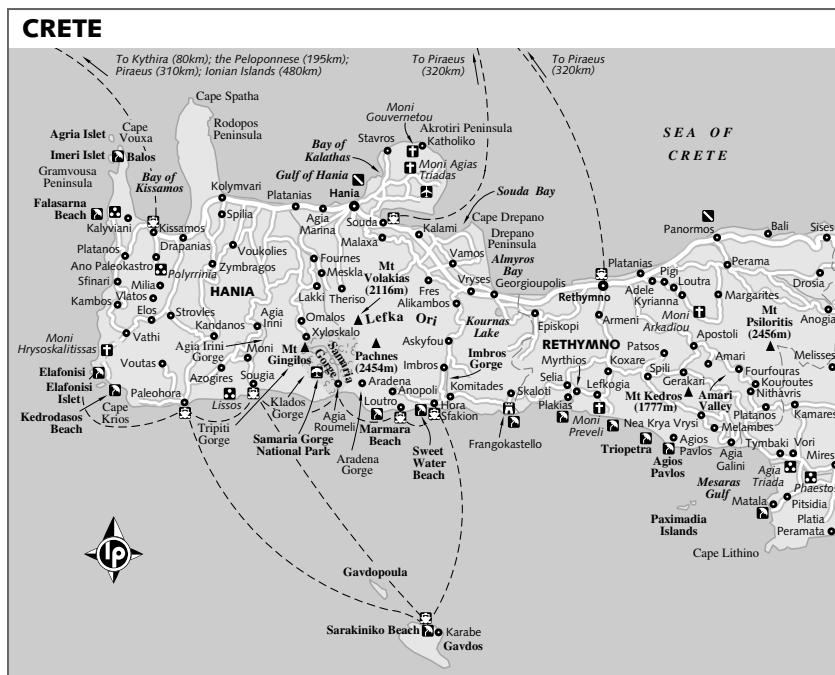 CRETE
To Kythira (80km); the Peloponnese (195km);
Piraeus (310km); Ionian Islands (480km)
To Piraeus
(320km)
To Piraeus
(320km)
Cape Spatha
Rodopos
Peninsula
Moni
Gouvernetou
Akrotiri Peninsula
Katholiko
Stavros
Agria Islet
Cape
Vouxa
Imeri Islet
Balos
Gramvousa
Peninsula
Bay of
Kissamos
Bay of
Kalathas
Gulf of Hania
Moni Agias
Triadas
SEA OF
CRETE
Falasarna
Beach
Kalyviani
Kolymvari
Platanias
Hania
Souda Bay
Kissamos
Spilia
Agia
Marina
Souda
Cape Drepano
Drepano
Peninsula
Kalami
Malaxa
Panormos
Bali
Sises
Platanos
Drapanias
Voukolies
Fournes
Mt
Volakias
(2116m)
Vamos
Almyros
Bay
Platanias
Perama
Ano Paleokastro
Polyrrinia
Zymbragos
Meskla
Vryses
Georgioupolis
Pigi
Adele
Loutra
Kyrianna
Drosia
Sfinari
Milia
HANIA
Lakki
Theriso
Fres
Alikambos
Rethymno
Margarites
Mt
Psiloritis
(2456m)
Kambos
Vlatos
Elos
Strovles
Agia
Irini
Omalos
Lefka Ori
Kournas
Lake
Episkopi
Armeni
Moni
Arkadiou
Anogia
Vathi
Kandanos
Xyloskalo
Askyfou
RETHYMNO
Patsos
Apostoli
Moni
Hrysoskalitissas
Agia Irini
Gorge
Mt
Gingilos
Samaria
Gorge
Pachnes
(2454m)
Imbros
Imbros
Gorge
Myrthios
Koxare
Amari
Melisses
Voutas
Moni
Elafonisi
Azogires
Sougia
Aradena
Anopoli
Komitades
Selia
Spili
Gerakari
Fourfouras
Kouroutes
Elafonisi
Islet
Paleohora
Lissos
Klados
Gorge
Agia
Roumeli
Loutro
Hora
Sfakion
Skaloti
Plakias
Lefkogia
Mt Kedros
(1777m)
Amari
Valley
Nithavris
Kedrodasos
Beach
Cape
Krios
Tripiti
Gorge
Marmara
Beach
Moni
Preveli
Nea Krya Vrysi
Platanos
Melambes
Kamares
Samaria Gorge
National Park
Aradena
Gorge
Sweet
Water
Beach
Frangokastello
Triopetra
Agios
Pavlos
Agios
Pavlos
Agia
Galini
Tymbaki
Vori
Mires
Agia
Triada
Phaestos
Mesaras
Gulf
Matala
Pitsidia
Paximadia
Islands
Platia
Peramata
Cape Lithino
lp
Gavdopoula
Sarakiniko Beach
Karabe
Gavdos